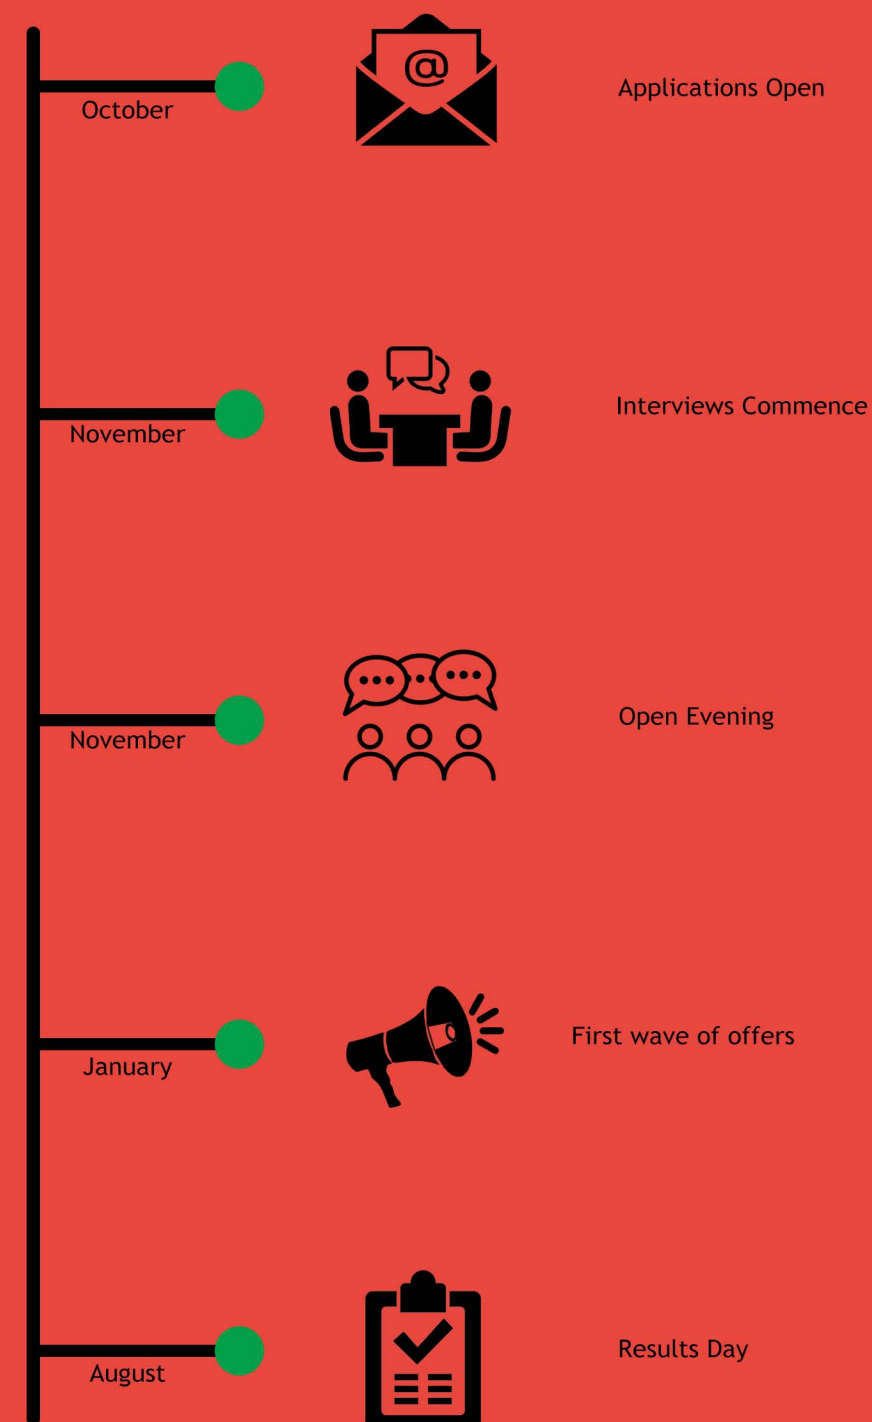 October
@
Applications Open
November
Interviews Commence
November
Open Evening
January
First wave of offers
August
Results Day